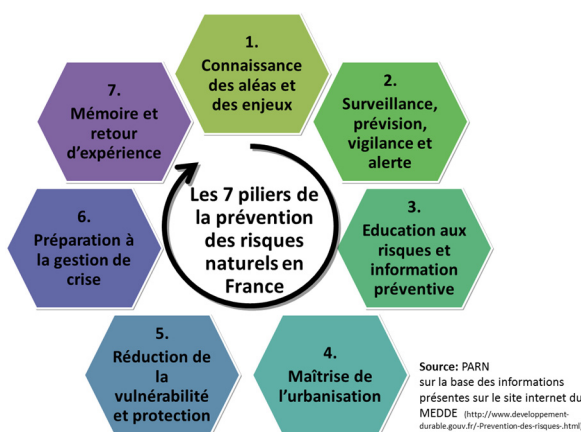 1.
Connaissance
des aléas et
des enjeux
2.
Surveillance,
prévision,
vigilance et
alerte
3.
Education aux
risques et
information
préventive
4.
Maîtrise de
l'urbanisation
5.
Réduction de
la
vulnérabilité
et protection
6.
Préparation à
la gestion de
crise
7.
Mémoire et
retour
d'expérience
Les 7 piliers de
la prévention
des risques
naturels en
France
Source: PARN
sur la base des informations
présentes sur le site internet du
MEDDE (http://www.developpement-
durable.gouv.fr/-Prevention-des-risques-.html)